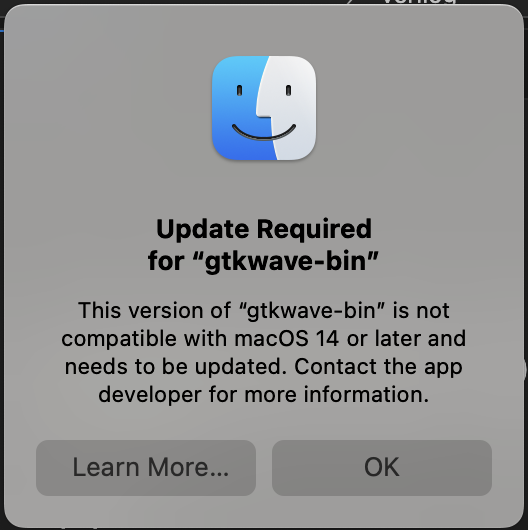 Update Required
for “gtkwave-bin”
This version of “gtkwave-bin” is not
compatible with macOS 14 or later and
needs to be updated. Contact the app
developer for more information.
Learn More...
OK